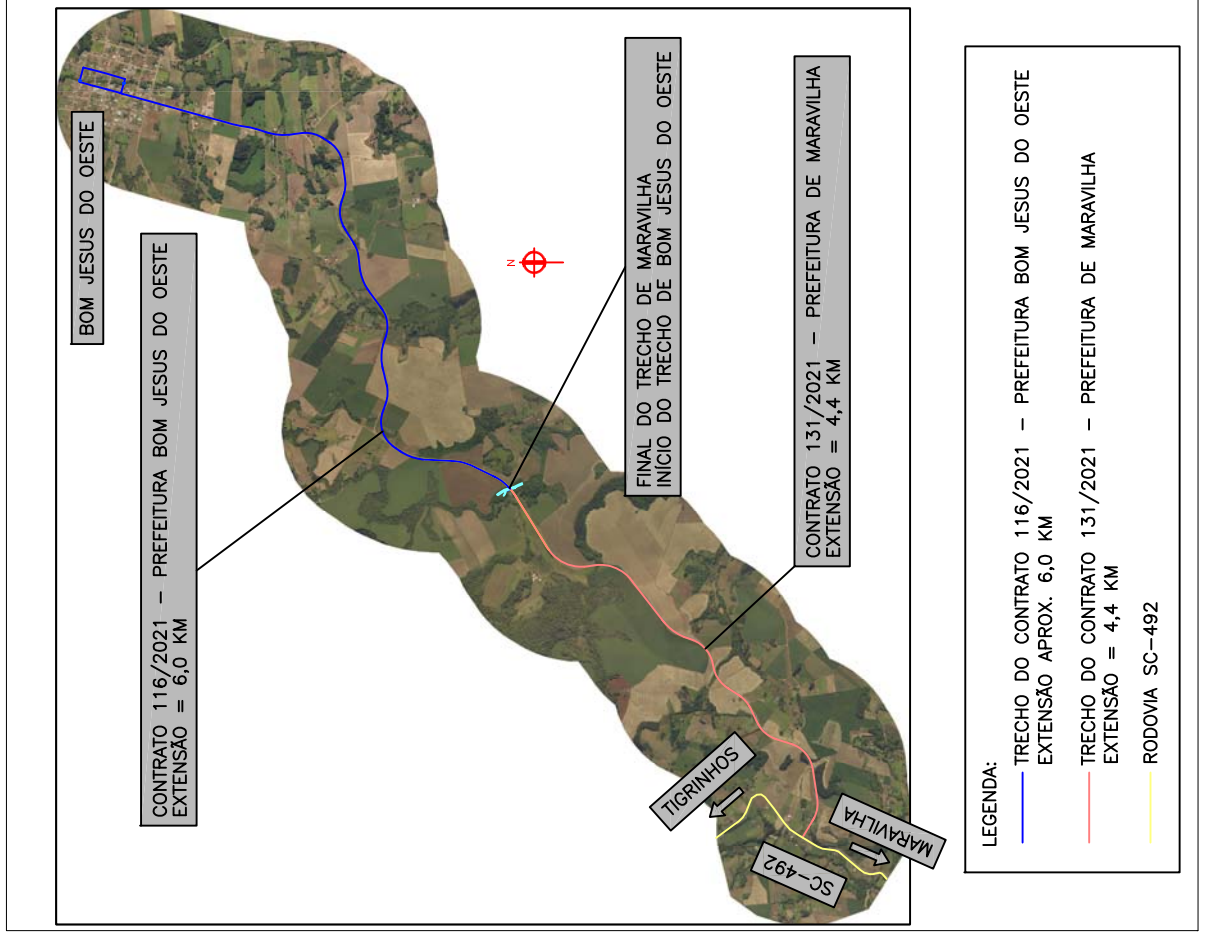 BOM JESUS DO OESTE
CONTRATO 116/2021 – PREFEITURA BOM JESUS DO OESTE
EXTENSÃO = 6,0 KM
N
FINAL DO TRECHO DE MARAVILHA
INÍCIO DO TRECHO DE BOM JESUS DO OESTE
CONTRATO 131/2021 – PREFEITURA DE MARAVILHA
EXTENSÃO = 4,4 KM
TIGRINHOS
SC–492
MARAVILHA
LEGENDA:
TRECHO DO CONTRATO 116/2021 – PREFEITURA BOM JESUS DO OESTE
EXTENSÃO APROX. 6,0 KM
TRECHO DO CONTRATO 131/2021 – PREFEITURA DE MARAVILHA
EXTENSÃO = 4,4 KM
RODOVIA SC–492